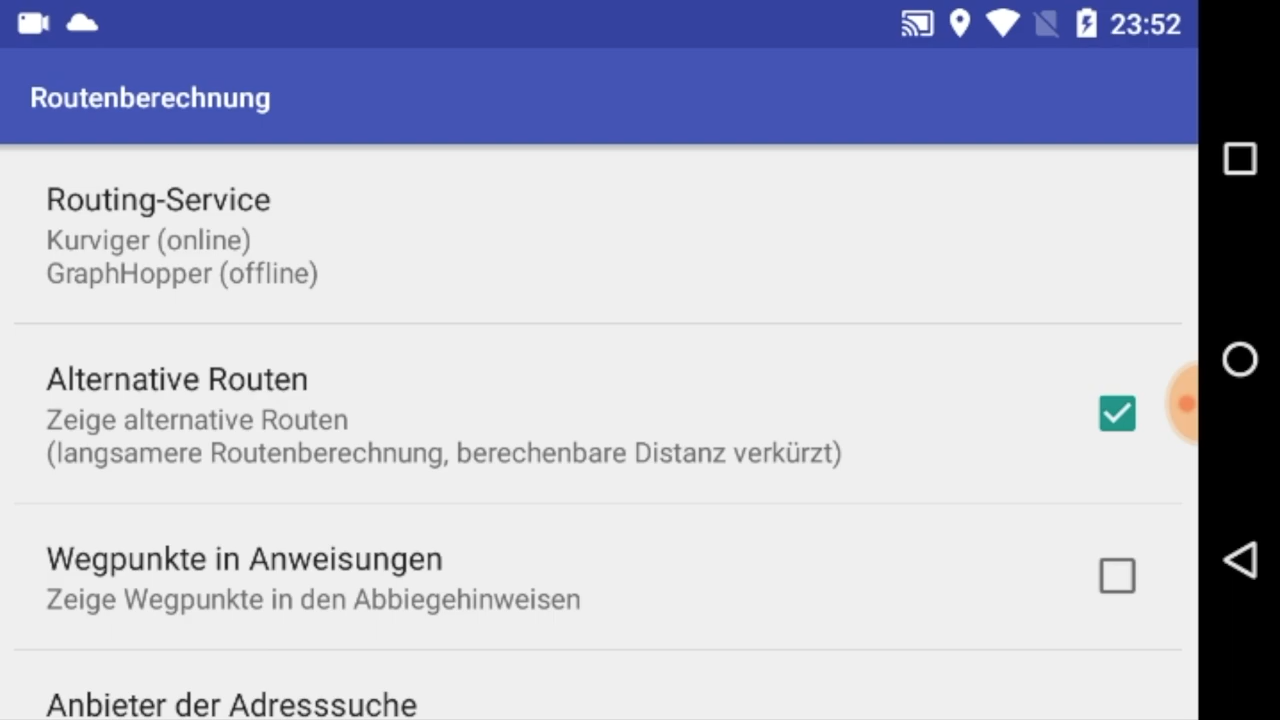 23:52
Routenberechnung
Routing-Service
Kurviger (online)
GraphHopper (offline)
Alternative Routen
Zeige alternative Routen
(langsamere Routenberechnung, berechenbare Distanz verkürzt)
Wegpunkte in Anweisungen
Zeige Wegpunkte in den Abbiegehinweisen
Anbieter der Adresssuche